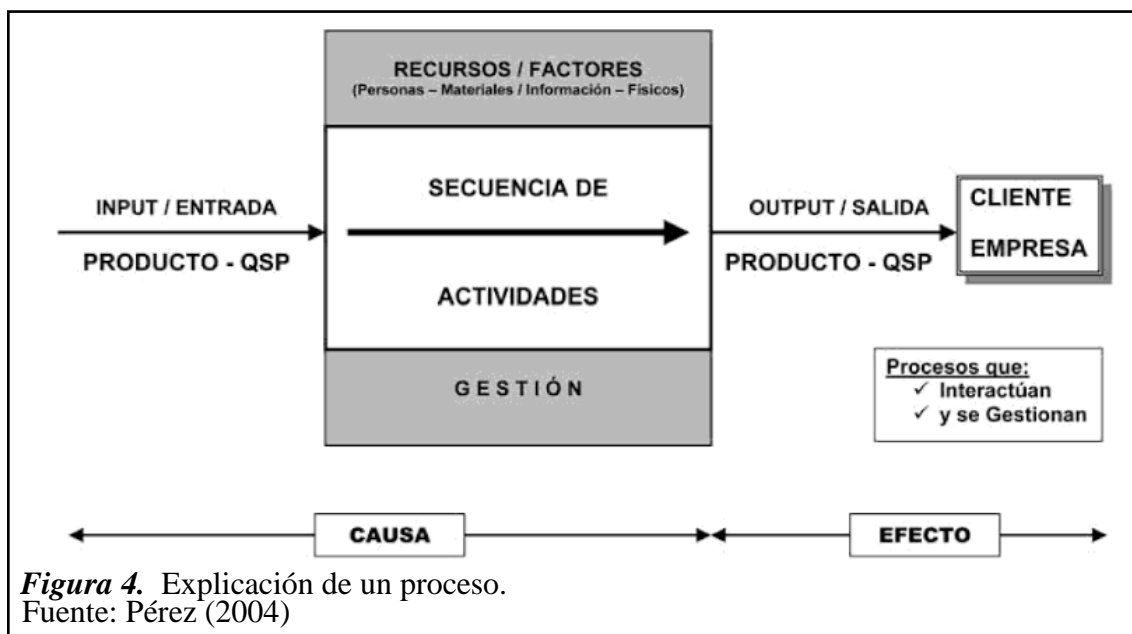 RECURSOS / FACTORES
(Personas – Materiales / Información – Físicos)
SECUENCIA DE
ACTIVIDADES
GESTIÓN
INPUT / ENTRADA
PRODUCTO - QSP
OUTPUT / SALIDA
PRODUCTO - QSP
CLIENTE
EMPRESA
Procesos que:
✓ Interactúan
✓ y se Gestionan
CAUSA
EFECTO
Figura 4. Explicación de un proceso.
Fuente: Pérez (2004)